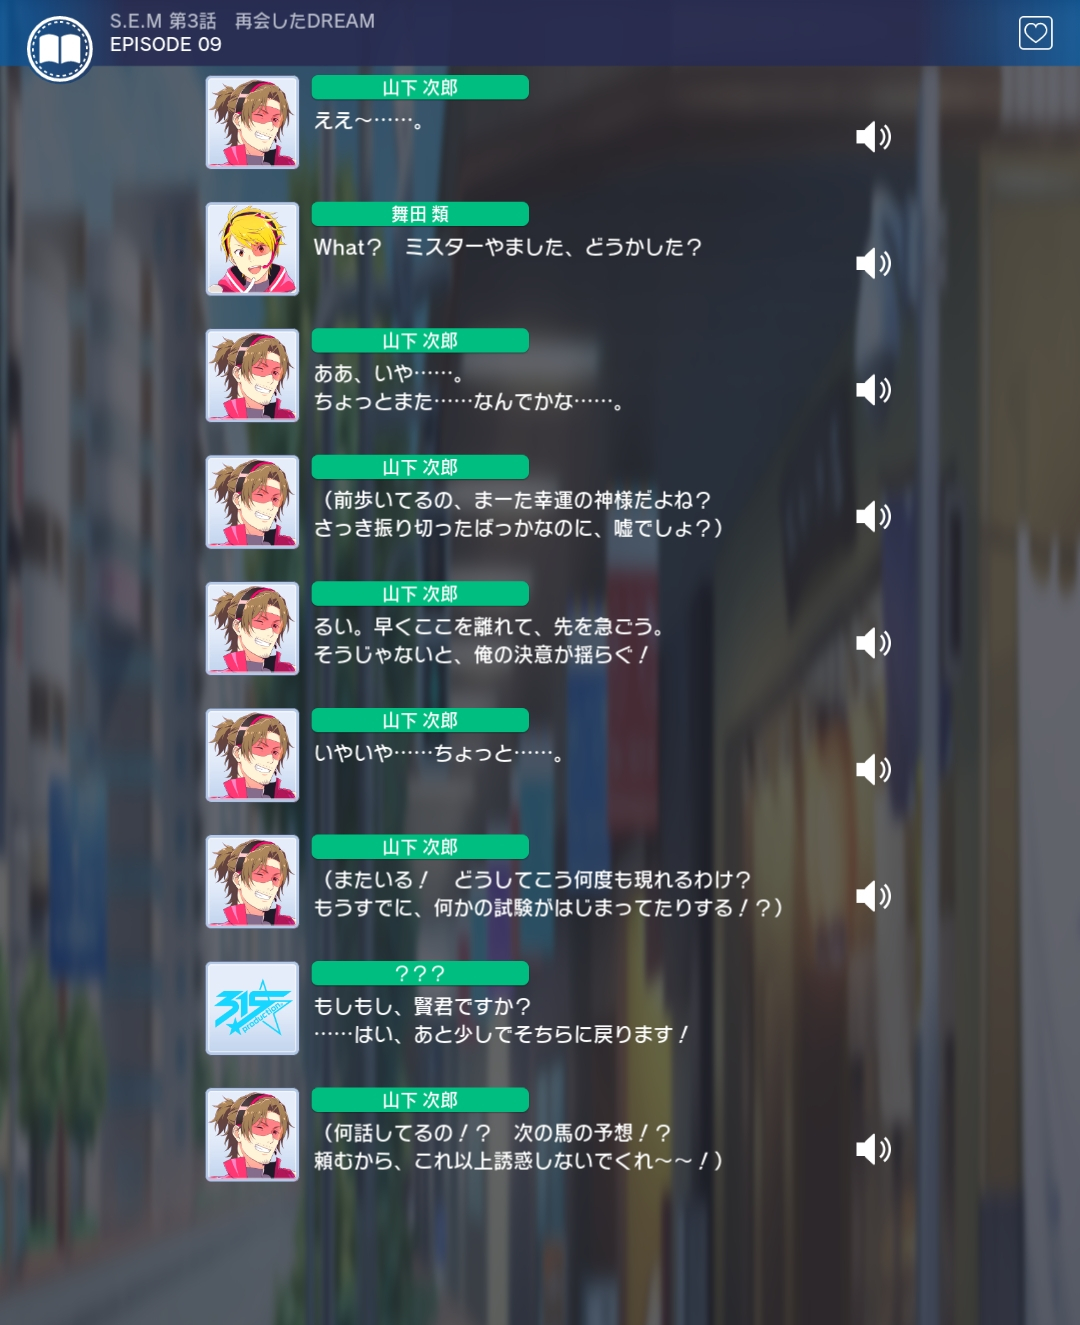 S.E.M 第3話　再会したDREAM
EPISODE 09
山下 次郎
ええ～……。
舞田 類
What？　ミスターやました、どうかした？
山下 次郎
ああ、いや……。
ちょっとまた……なんでかな……。
山下 次郎
（前歩いてるの、まーた幸運の神様だよね？
さっき振り切ったばっかなのに、嘘でしょ？）
山下 次郎
るい。早くここを離れて、先を急ごう。
そうじゃないと、俺の決意が揺らぐ！
山下 次郎
いやいや……ちょっと……。
山下 次郎
（またいる！　どうしてこう何度も現れるわけ？
もうすでに、何かの試験がはじまってたりする！？）
？？？
315 production
もしもし、賢君ですか？
……はい、あと少しでそちらに戻ります！
山下 次郎
（何話してるの！？　次の馬の予想！？
頼むから、これ以上誘惑しないでくれ～～！）